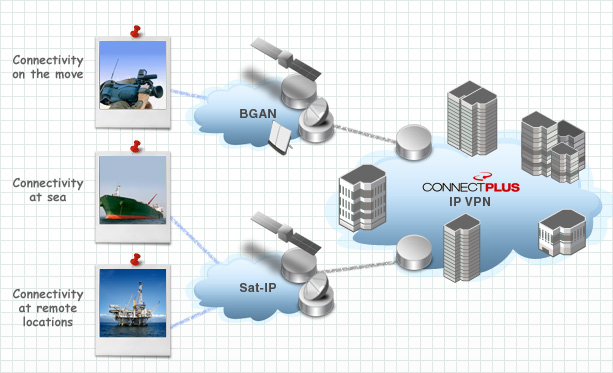 Connectivity
on the move
BGAN
Connectivity
at sea
CONNECTPLUS
IP VPN
Sat-IP
Connectivity
at remote
locations